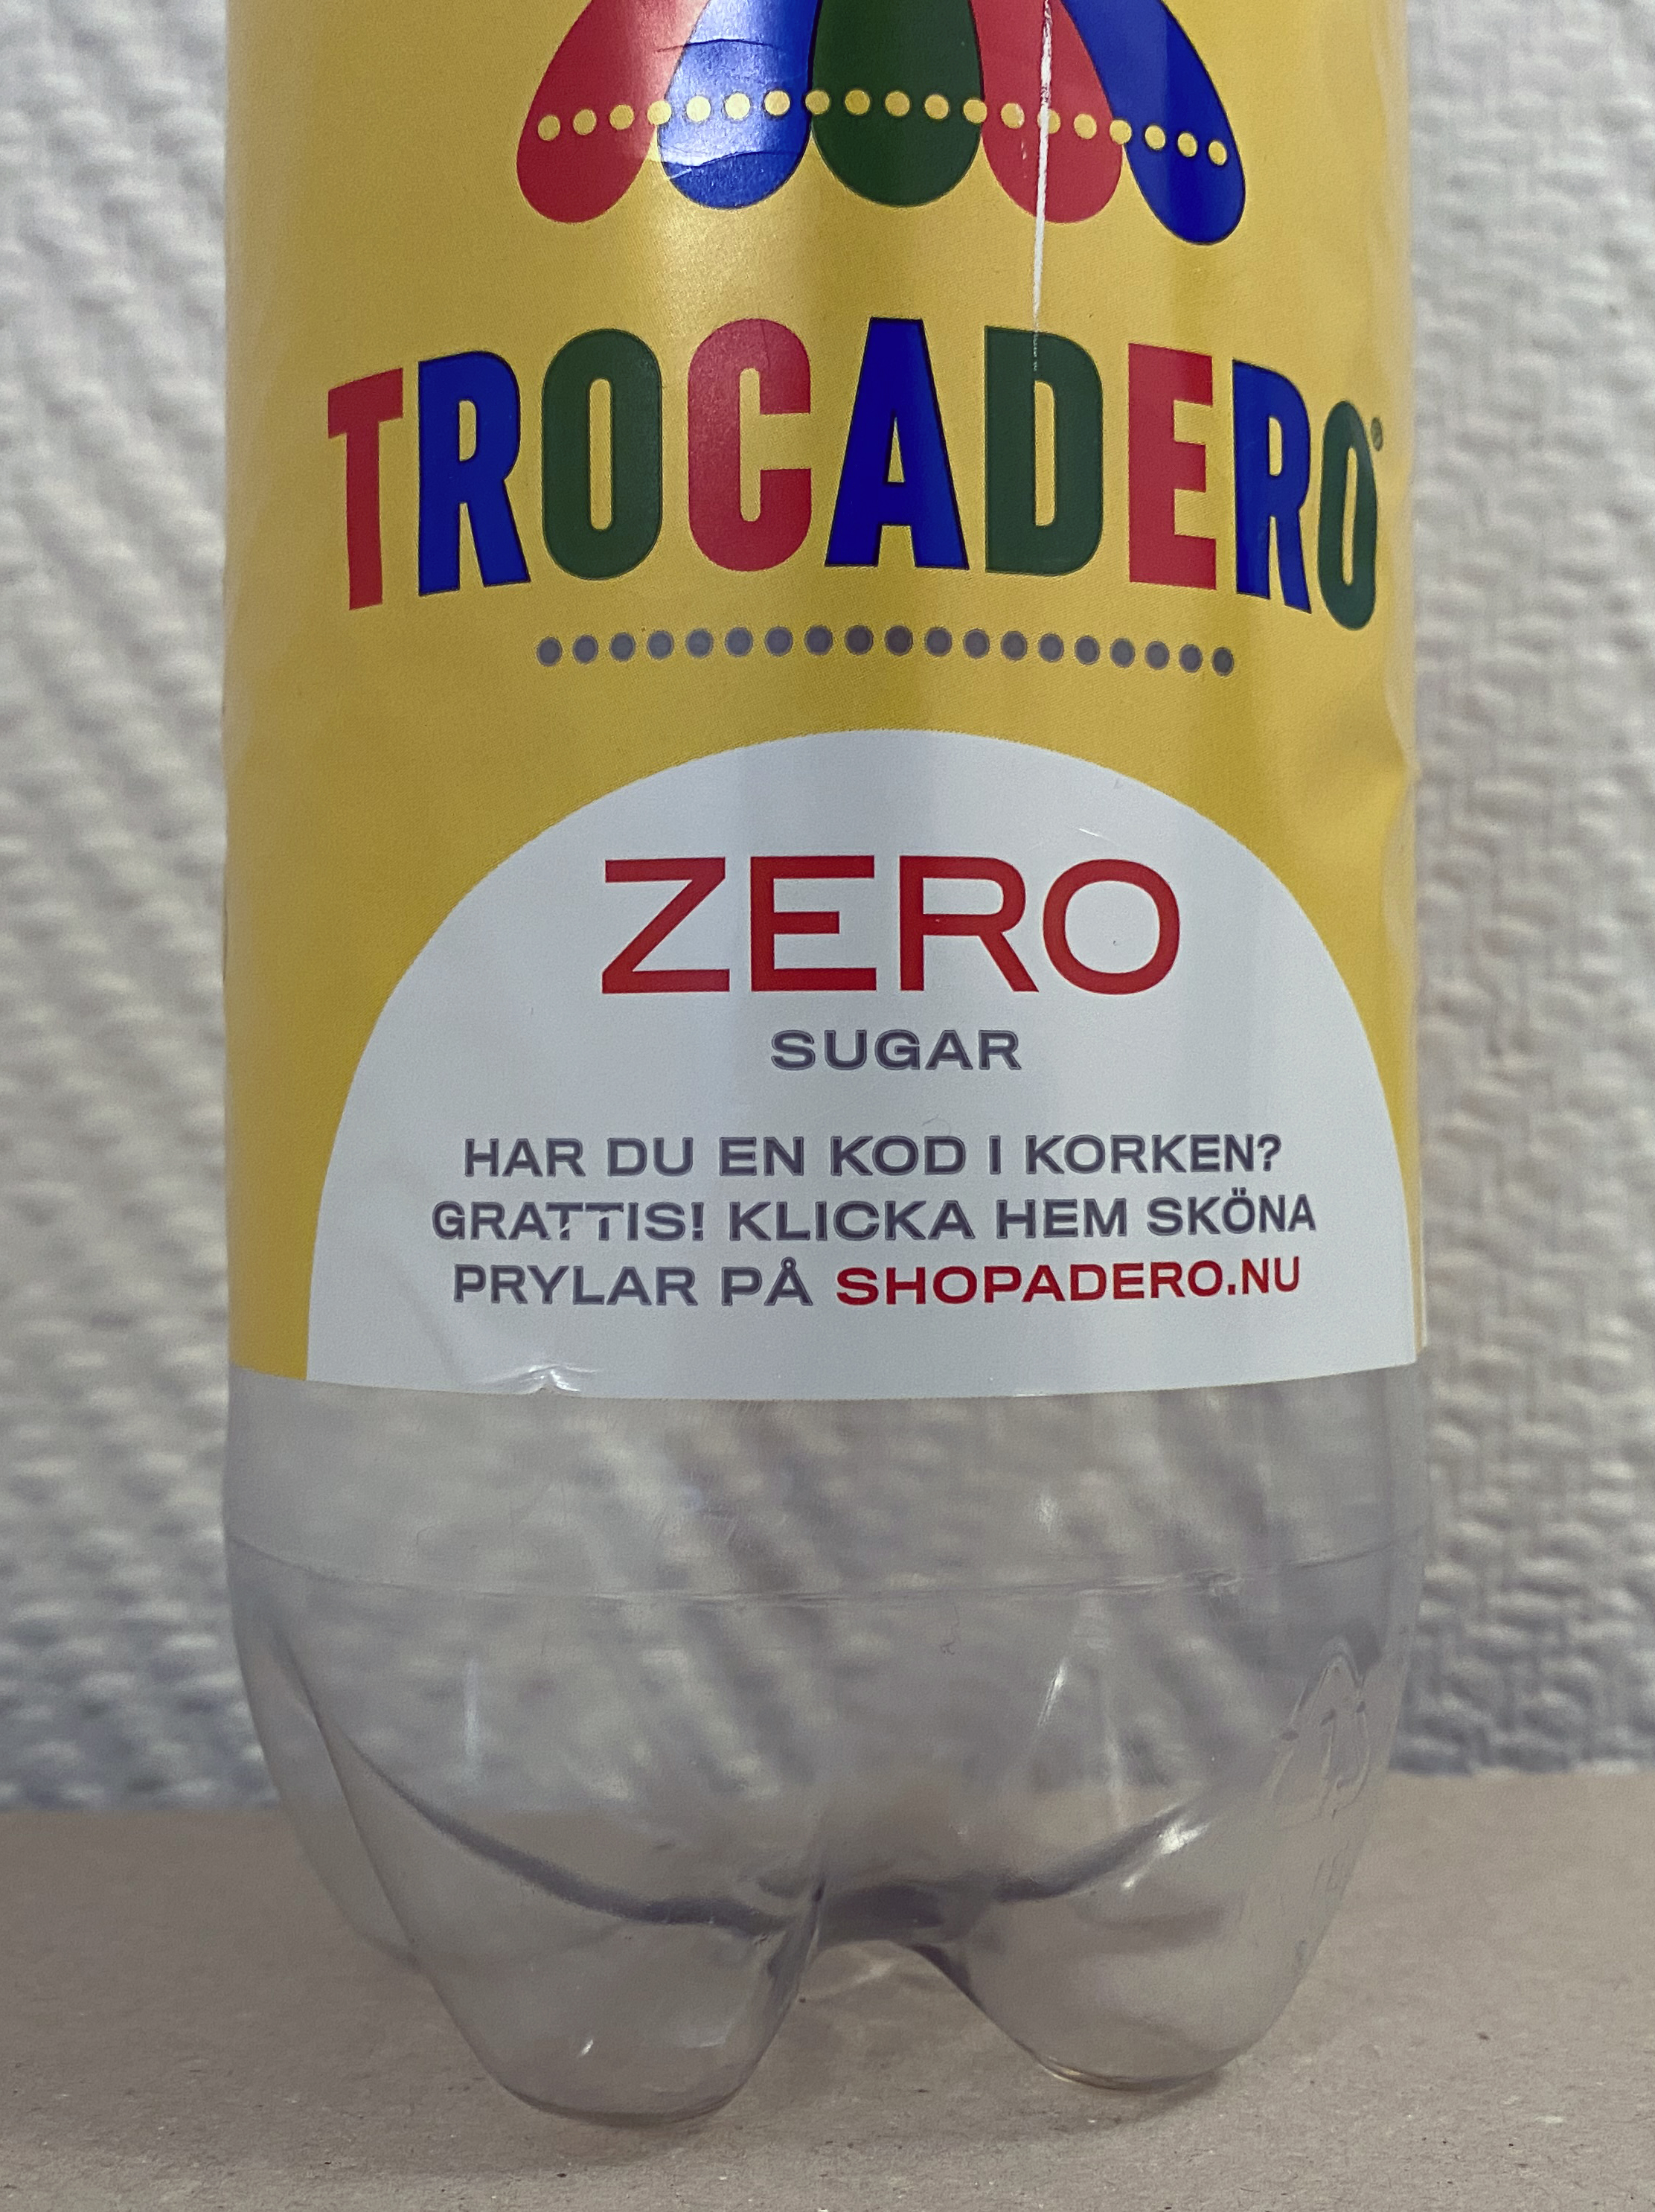 TROCADERO®
ZERO
SUGAR
HAR DU EN KOD I KORKEN?
GRATTIS! KLICKA HEM SKÖNA
PRYLAR PÅ SHOPADERO.NU